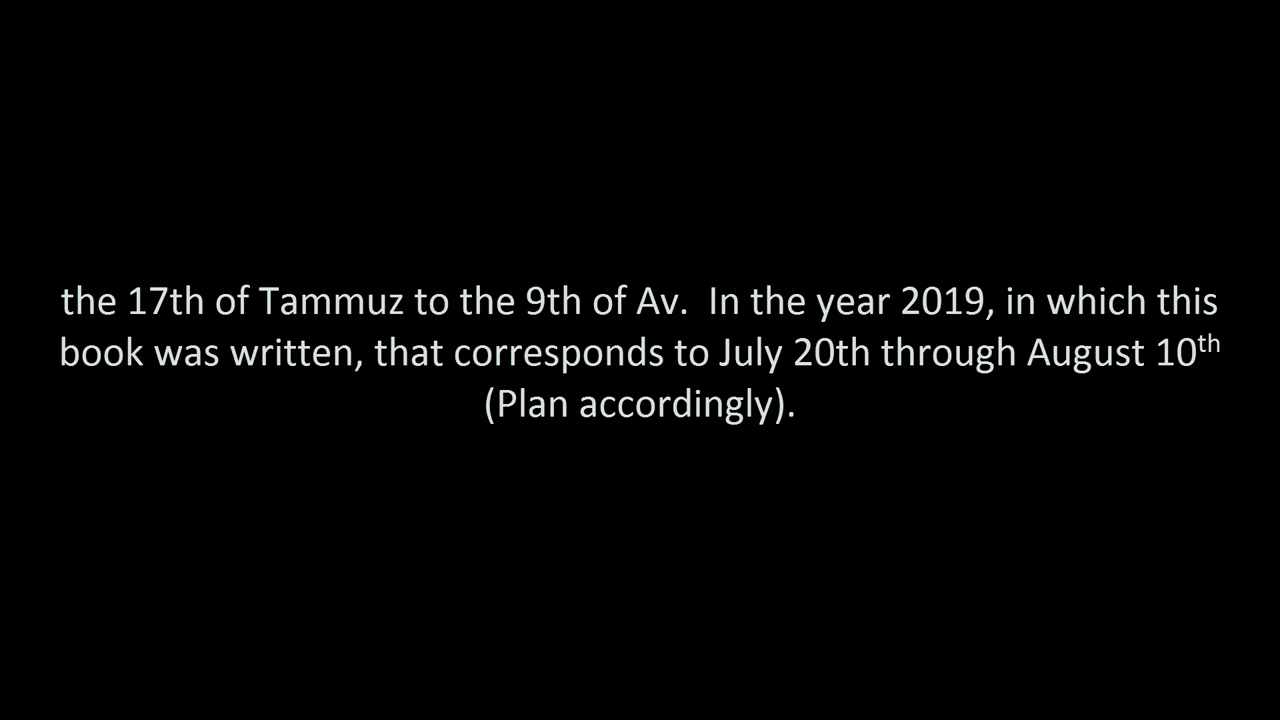 the 17th of Tammuz to the 9th of Av.  In the year 2019, in which this
book was written, that corresponds to July 20th through August 10th
(Plan accordingly).